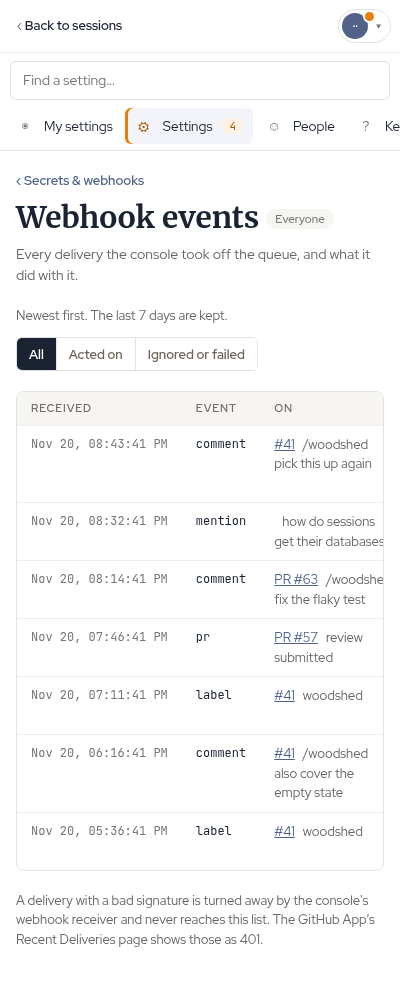 ‹ Back to sessions
Find a setting...
My settings
Settings 4
People
? Ke
‹ Secrets & webhooks
Webhook events Everyone
Every delivery the console took off the queue, and what it
did with it.
Newest first. The last 7 days are kept.
All Acted on Ignored or failed
RECEIVED EVENT ON
Nov 20, 08:43:41 PM comment #41 /woodshed
pick this up again
Nov 20, 08:32:41 PM mention how do sessions
get their databases
Nov 20, 08:14:41 PM comment PR #63 /woodshe
fix the flaky test
Nov 20, 07:46:41 PM pr PR #57 review
submitted
Nov 20, 07:11:41 PM label #41 woodshed
Nov 20, 06:16:41 PM comment #41 /woodshed
also cover the
empty state
Nov 20, 05:36:41 PM label #41 woodshed
A delivery with a bad signature is turned away by the console's
webhook receiver and never reaches this list. The GitHub App's
Recent Deliveries page shows those as 401.